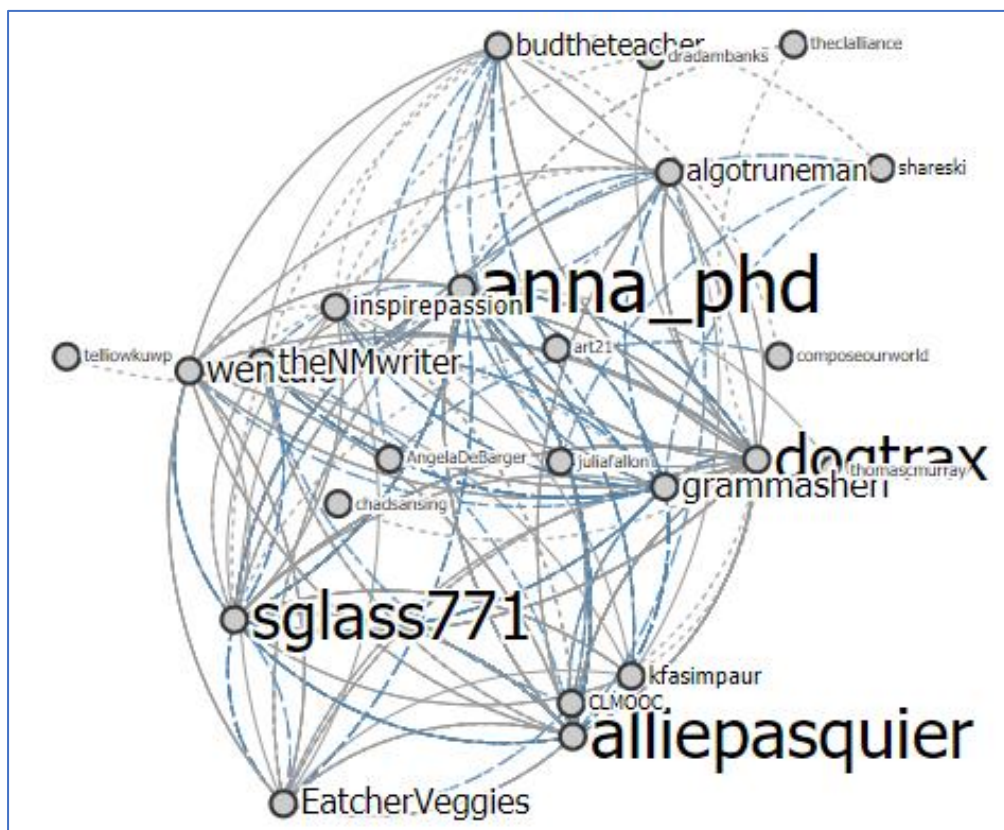 budtheteacher
dradambanks
theclalliance
algotruneman
shareski
anna_phd
inspirepassion
art21
composeourworld
telliowkuwp
theNMwriter
AngelaDeBarger
juliafallon
dogtrax
thomascmurray
grammasheri
chadsansing
sglass771
kfasimpaur
CLMOOC
alliepasquier
EatcherVeggies